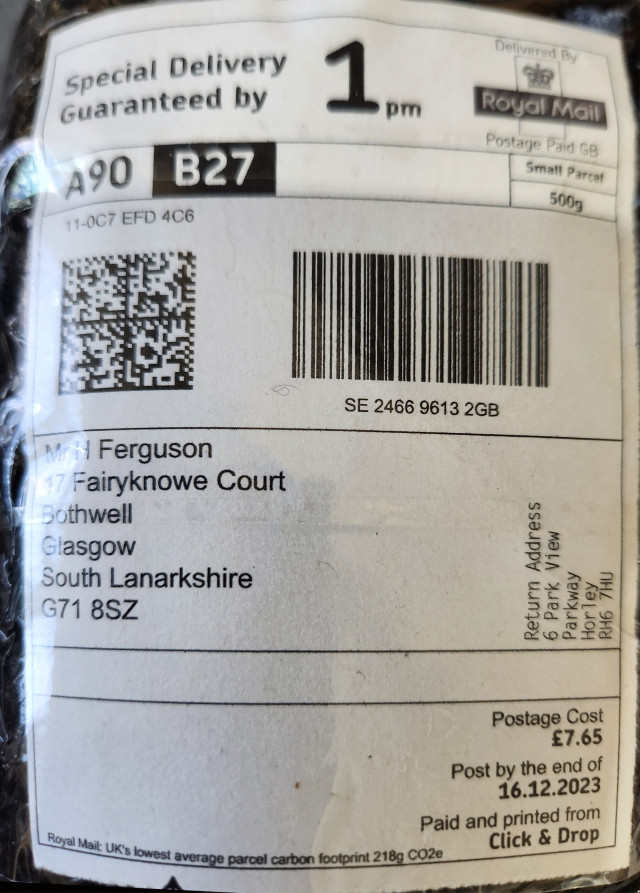 Special Delivery
Guaranteed by
1pm
Delivered By
Royal Mail
Postage Paid GB
A90 B27
Small Parcel
500g
11-0C7 EFD 4C6
SE 2466 9613 2GB
Mr H Ferguson
17 Fairyknowe Court
Bothwell
Glasgow
South Lanarkshire
G71 8SZ
Return Address
6 Park View
Parkway
Horley
RH6 7HU
Postage Cost
£7.65
Post by the end of
16.12.2023
Paid and printed from
Click & Drop
Royal Mail: UK's lowest average parcel carbon footprint 218g CO2e